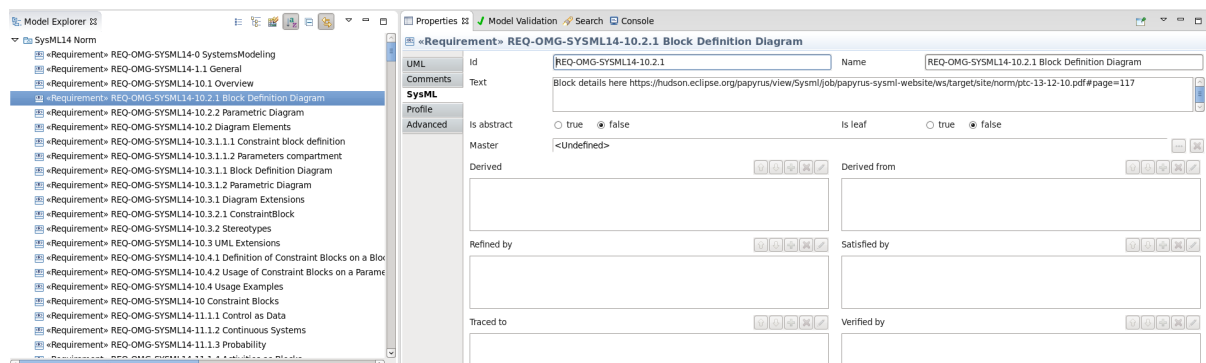 Model Explorer
SysML14 Norm
«Requirement» REQ-OMG-SYSML14-0 SystemsModeling
«Requirement» REQ-OMG-SYSML14-1.1 General
«Requirement» REQ-OMG-SYSML14-10.1 Overview
«Requirement» REQ-OMG-SYSML14-10.2.1 Block Definition Diagram
«Requirement» REQ-OMG-SYSML14-10.2.2 Parametric Diagram
«Requirement» REQ-OMG-SYSML14-10.2 Diagram Elements
«Requirement» REQ-OMG-SYSML14-10.3.1.1.1 Constraint block definition
«Requirement» REQ-OMG-SYSML14-10.3.1.1.2 Parameters compartment
«Requirement» REQ-OMG-SYSML14-10.3.1.1 Block Definition Diagram
«Requirement» REQ-OMG-SYSML14-10.3.1.2 Parametric Diagram
«Requirement» REQ-OMG-SYSML14-10.3.1 Diagram Extensions
«Requirement» REQ-OMG-SYSML14-10.3.2.1 ConstraintBlock
«Requirement» REQ-OMG-SYSML14-10.3.2 Stereotypes
«Requirement» REQ-OMG-SYSML14-10.3 UML Extensions
«Requirement» REQ-OMG-SYSML14-10.4.1 Definition of Constraint Blocks on a Bloc
«Requirement» REQ-OMG-SYSML14-10.4.2 Usage of Constraint Blocks on a Parame
«Requirement» REQ-OMG-SYSML14-10.4 Usage Examples
«Requirement» REQ-OMG-SYSML14-10 Constraint Blocks
«Requirement» REQ-OMG-SYSML14-11.1.1 Control as Data
«Requirement» REQ-OMG-SYSML14-11.1.2 Continuous Systems
«Requirement» REQ-OMG-SYSML14-11.1.3 Probability
Properties Model Validation Search Console
«Requirement» REQ-OMG-SYSML14-10.2.1 Block Definition Diagram
UML
Comments
SysML
Profile
Advanced
Id REQ-OMG-SYSML14-10.2.1 Name REQ-OMG-SYSML14-10.2.1 Block Definition Diagram
Text Block details here https://hudson.eclipse.org/papyrus/view/Sysml/job/papyrus-sysml-website/ws/target/site/norm/ptc-13-12-10.pdf#page=117
Is abstract true false Is leaf true false
Master <Undefined>
Derived Derived from
Refined by Satisfied by
Traced to Verified by